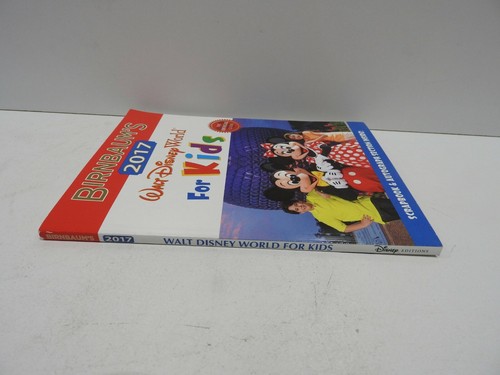 BIRNBAUM'S
2017
Walt Disney World
For Kids
BIRNBAUM'S 2017 WALT DISNEY WORLD FOR KIDS Disney EDITIONS